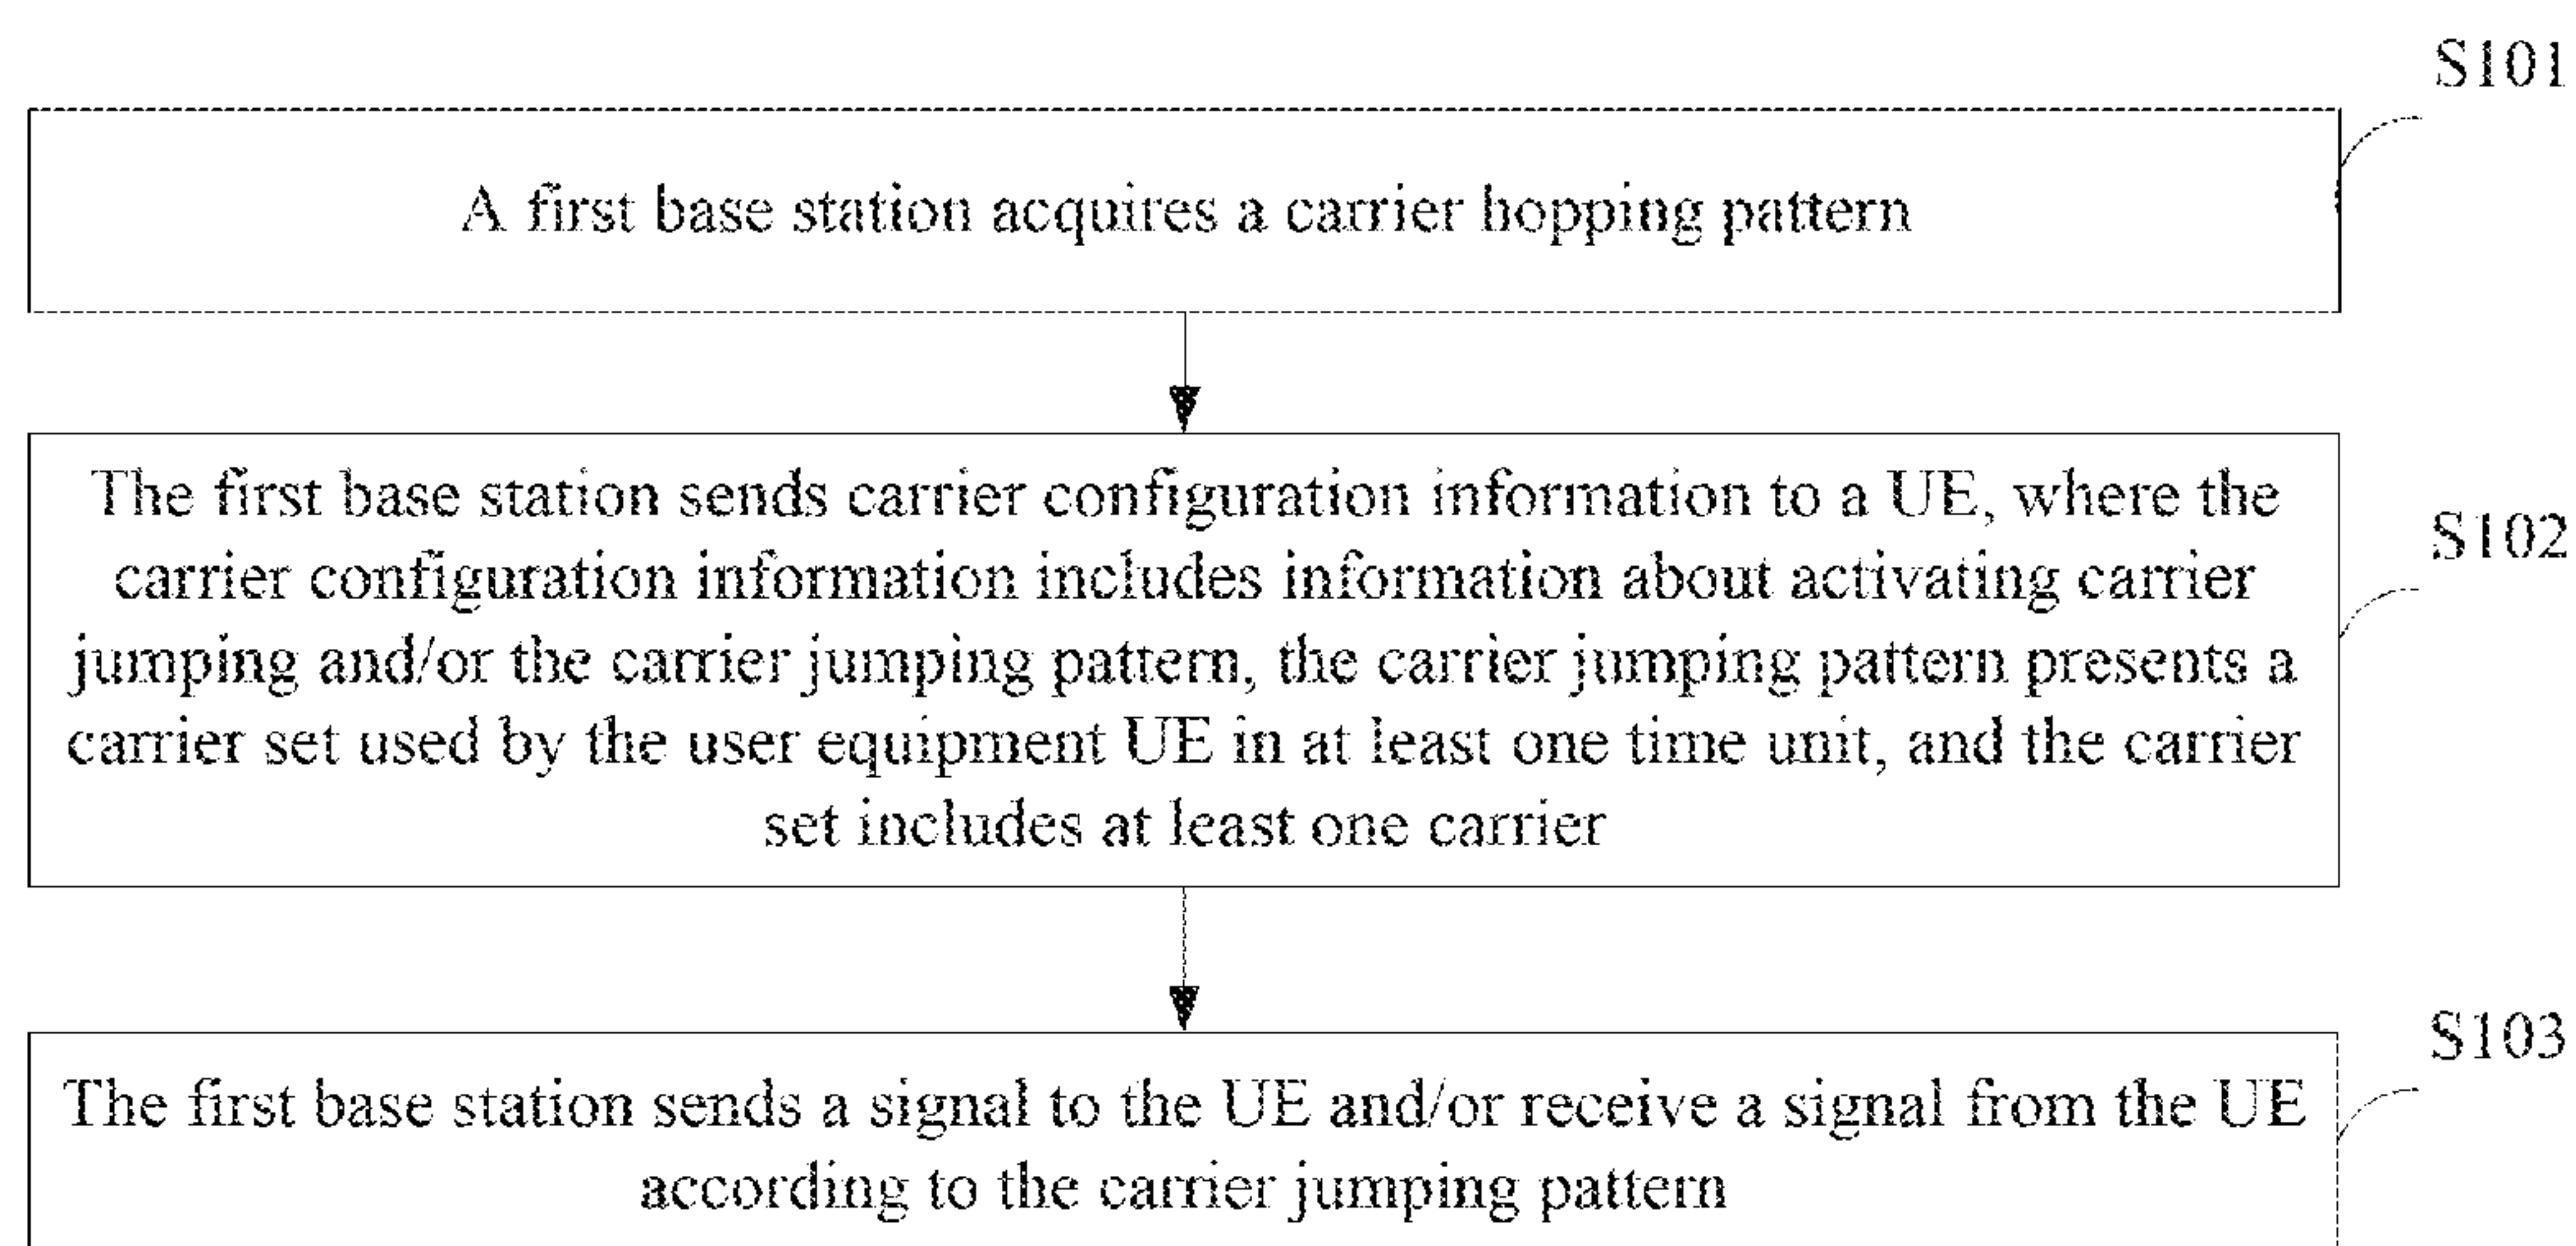 S101
A first base station acquires a carrier hopping pattern
The first base station sends carrier configuration information to a UE, where the
carrier configuration information includes information about activating carrier
jumping and/or the carrier jumping pattern, the carrier jumping pattern presents a
carrier set used by the user equipment UE in at least one time unit, and the carrier
set includes at least one carrier
S102
The first base station sends a signal to the UE and/or receive a signal from the UE
according to the carrier jumping pattern
S103